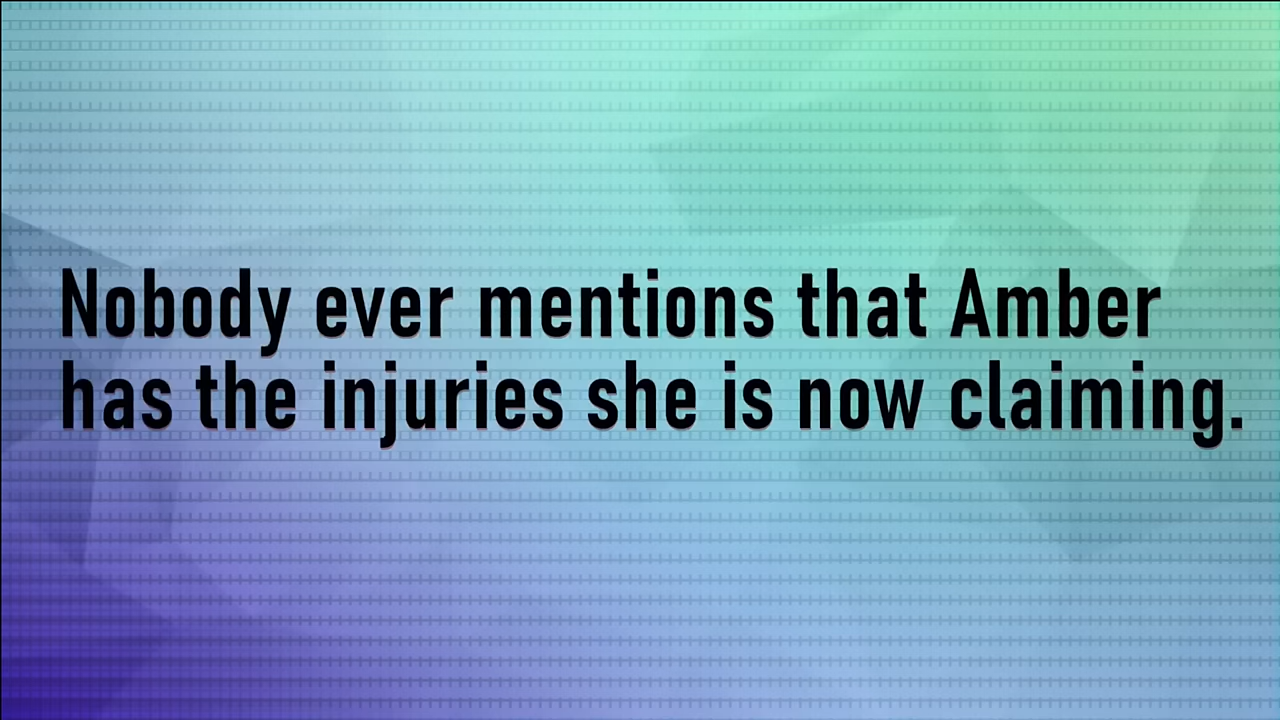 Nobody ever mentions that Amber
has the injuries she is now claiming.